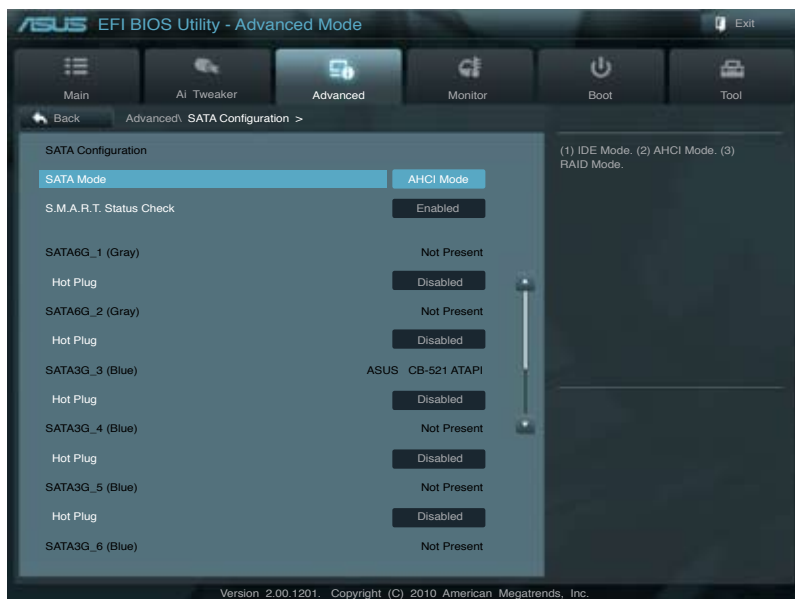 ASUS EFI BIOS Utility - Advanced Mode
Exit
Main
Ai Tweaker
Advanced
Monitor
Boot
Tool
Back
Advanced\ SATA Configuration >
SATA Configuration
SATA Mode AHCI Mode
S.M.A.R.T. Status Check Enabled
SATA6G_1 (Gray) Not Present
Hot Plug Disabled
SATA6G_2 (Gray) Not Present
Hot Plug Disabled
SATA3G_3 (Blue) ASUS CB-521 ATAPI
Hot Plug Disabled
SATA3G_4 (Blue) Not Present
Hot Plug Disabled
SATA3G_5 (Blue) Not Present
Hot Plug Disabled
SATA3G_6 (Blue) Not Present
(1) IDE Mode. (2) AHCI Mode. (3)
RAID Mode.
Version 2.00.1201. Copyright (C) 2010 American Megatrends, Inc.